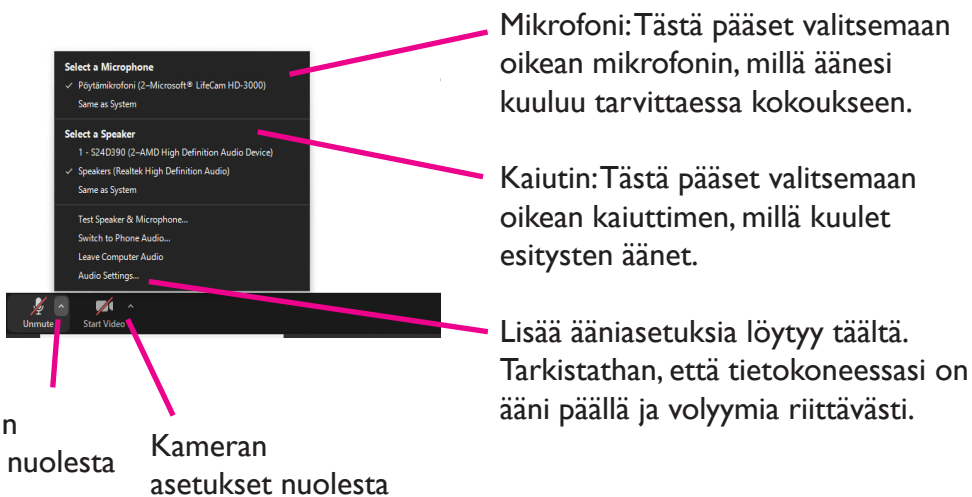 Select a Microphone
✓ Pöytämikrofoni (2–Microsoft® LifeCam HD-3000)
Same as System
Select a Speaker
1 - S24D390 (2–AMD High Definition Audio Device)
✓ Speakers (Realtek High Definition Audio)
Same as System
Test Speaker & Microphone...
Switch to Phone Audio...
Leave Computer Audio
Audio Settings...
Unmute
Start Video
Mikrofoni: Tästä pääset valitsemaan
oikean mikrofonin, millä äänesi
kuuluu tarvittaessa kokoukseen.
Kaiutin: Tästä pääset valitsemaan
oikean kaiuttimen, millä kuulet
esitysten äänet.
Lisää ääniasetuksia löytyy täältä.
Tarkistathan, että tietokoneessasi on
ääni päällä ja volyymia riittävästi.
n
nuolesta
Kameran
asetukset nuolesta